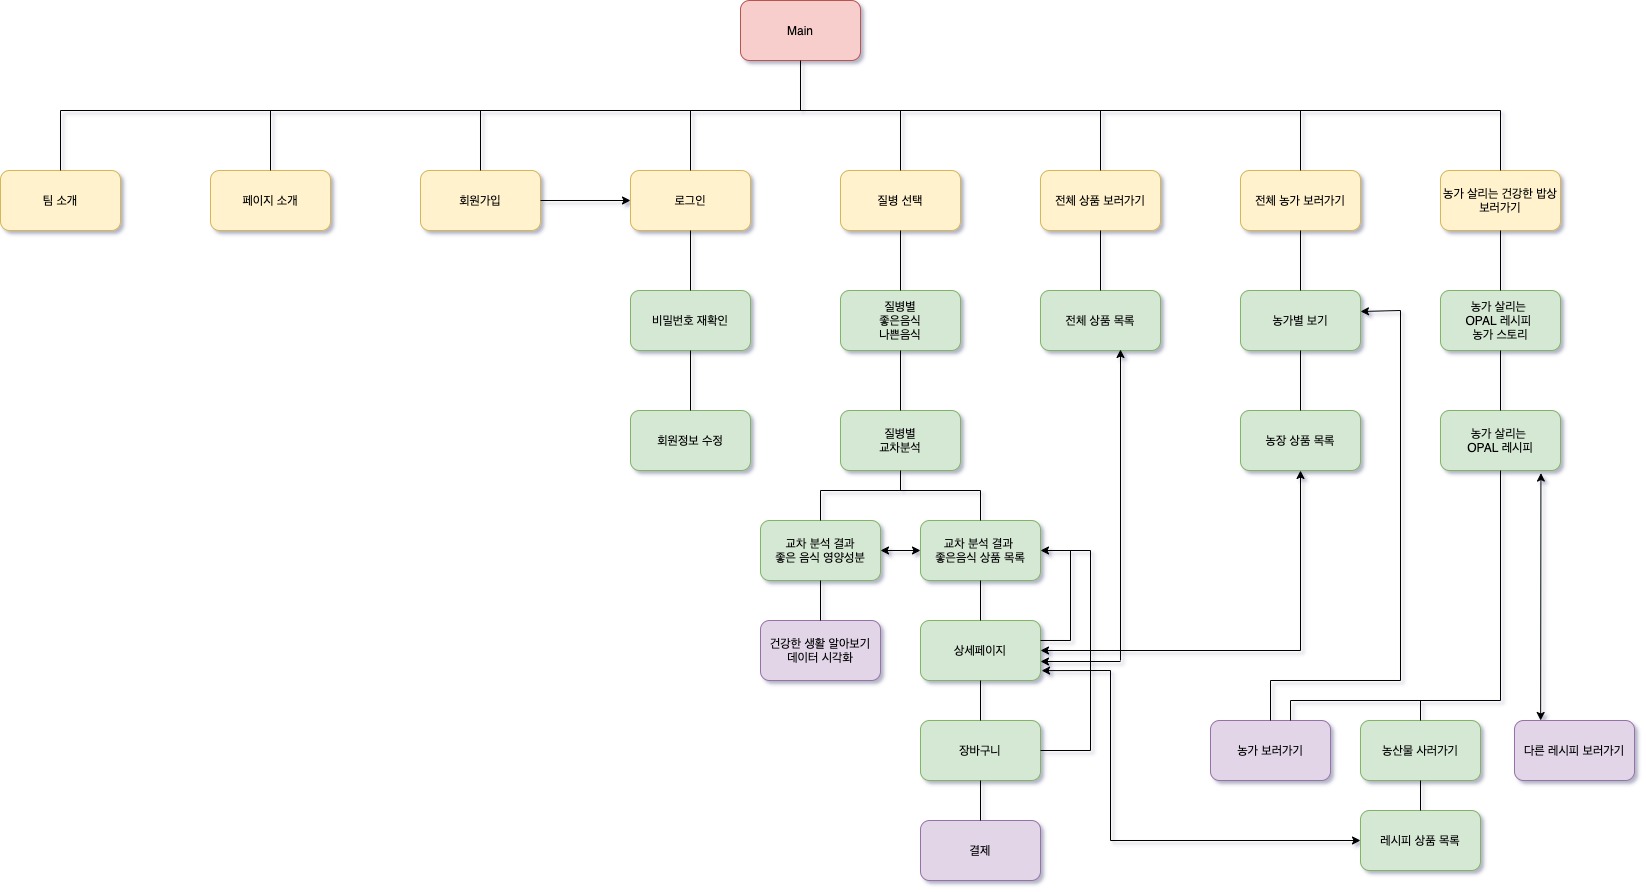 Main
팀 소개
페이지 소개
회원가입
로그인
질병 선택
전체 상품 보러가기
전체 농가 보러가기
농가 살리는 건강한 밥상
보러가기
비밀번호 재확인
질병별
좋은음식
나쁜음식
전체 상품 목록
농가별 보기
농가 살리는
OPAL 레시피
농가 스토리
회원정보 수정
질병별
교차분석
농장 상품 목록
농가 살리는
OPAL 레시피
교차 분석 결과
좋은 음식 영양성분
교차 분석 결과
좋은음식 상품 목록
건강한 생활 알아보기
데이터 시각화
상세페이지
장바구니
농가 보러가기
농산물 사러가기
다른 레시피 보러가기
결제
레시피 상품 목록